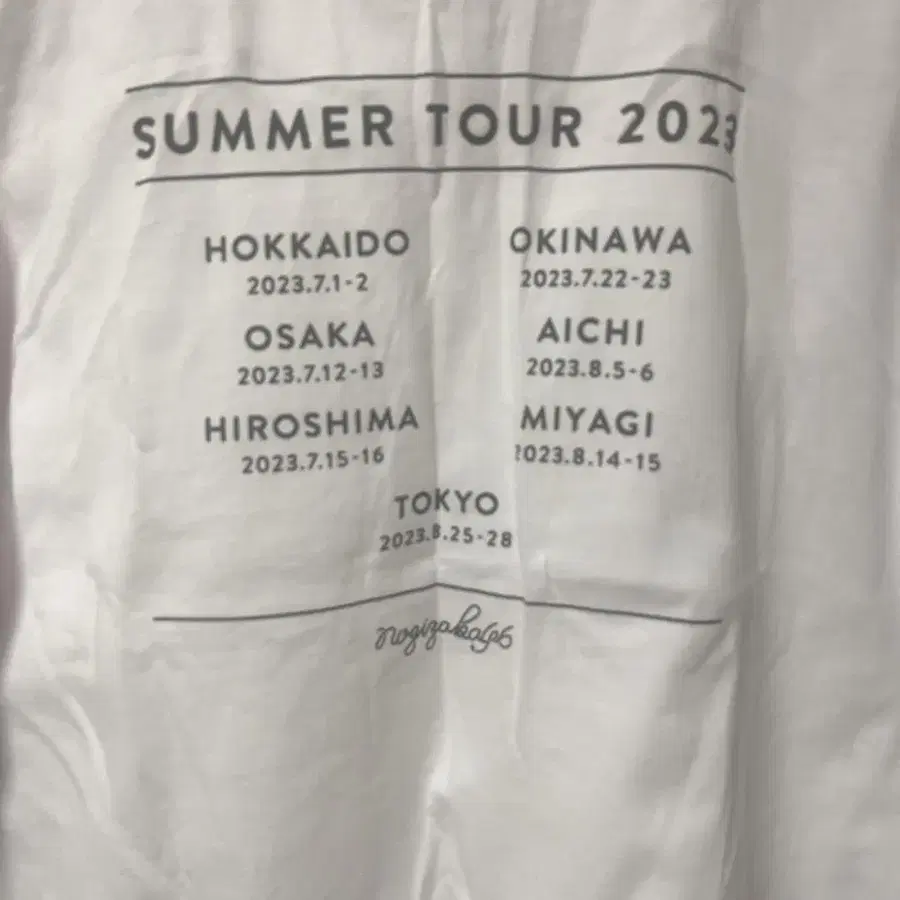 SUMMER TOUR 2023
HOKKAIDO
2023.7.1-2
OSAKA
2023.7.12-13
HIROSHIMA
2023.7.15-16
OKINAWA
2023.7.22-23
AICHI
2023.8.5-6
MIYAGI
2023.8.14-15
TOKYO
2023.8.25-28
nogizaka46